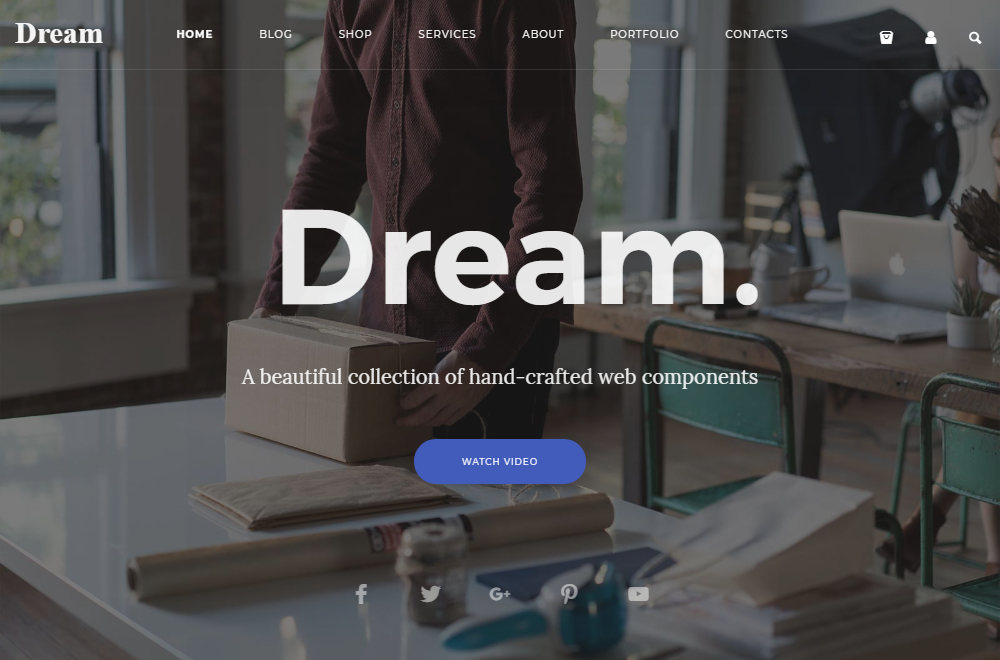 Dream
HOME BLOG SHOP SERVICES ABOUT PORTFOLIO CONTACTS
Dream.
A beautiful collection of hand-crafted web components
WATCH VIDEO